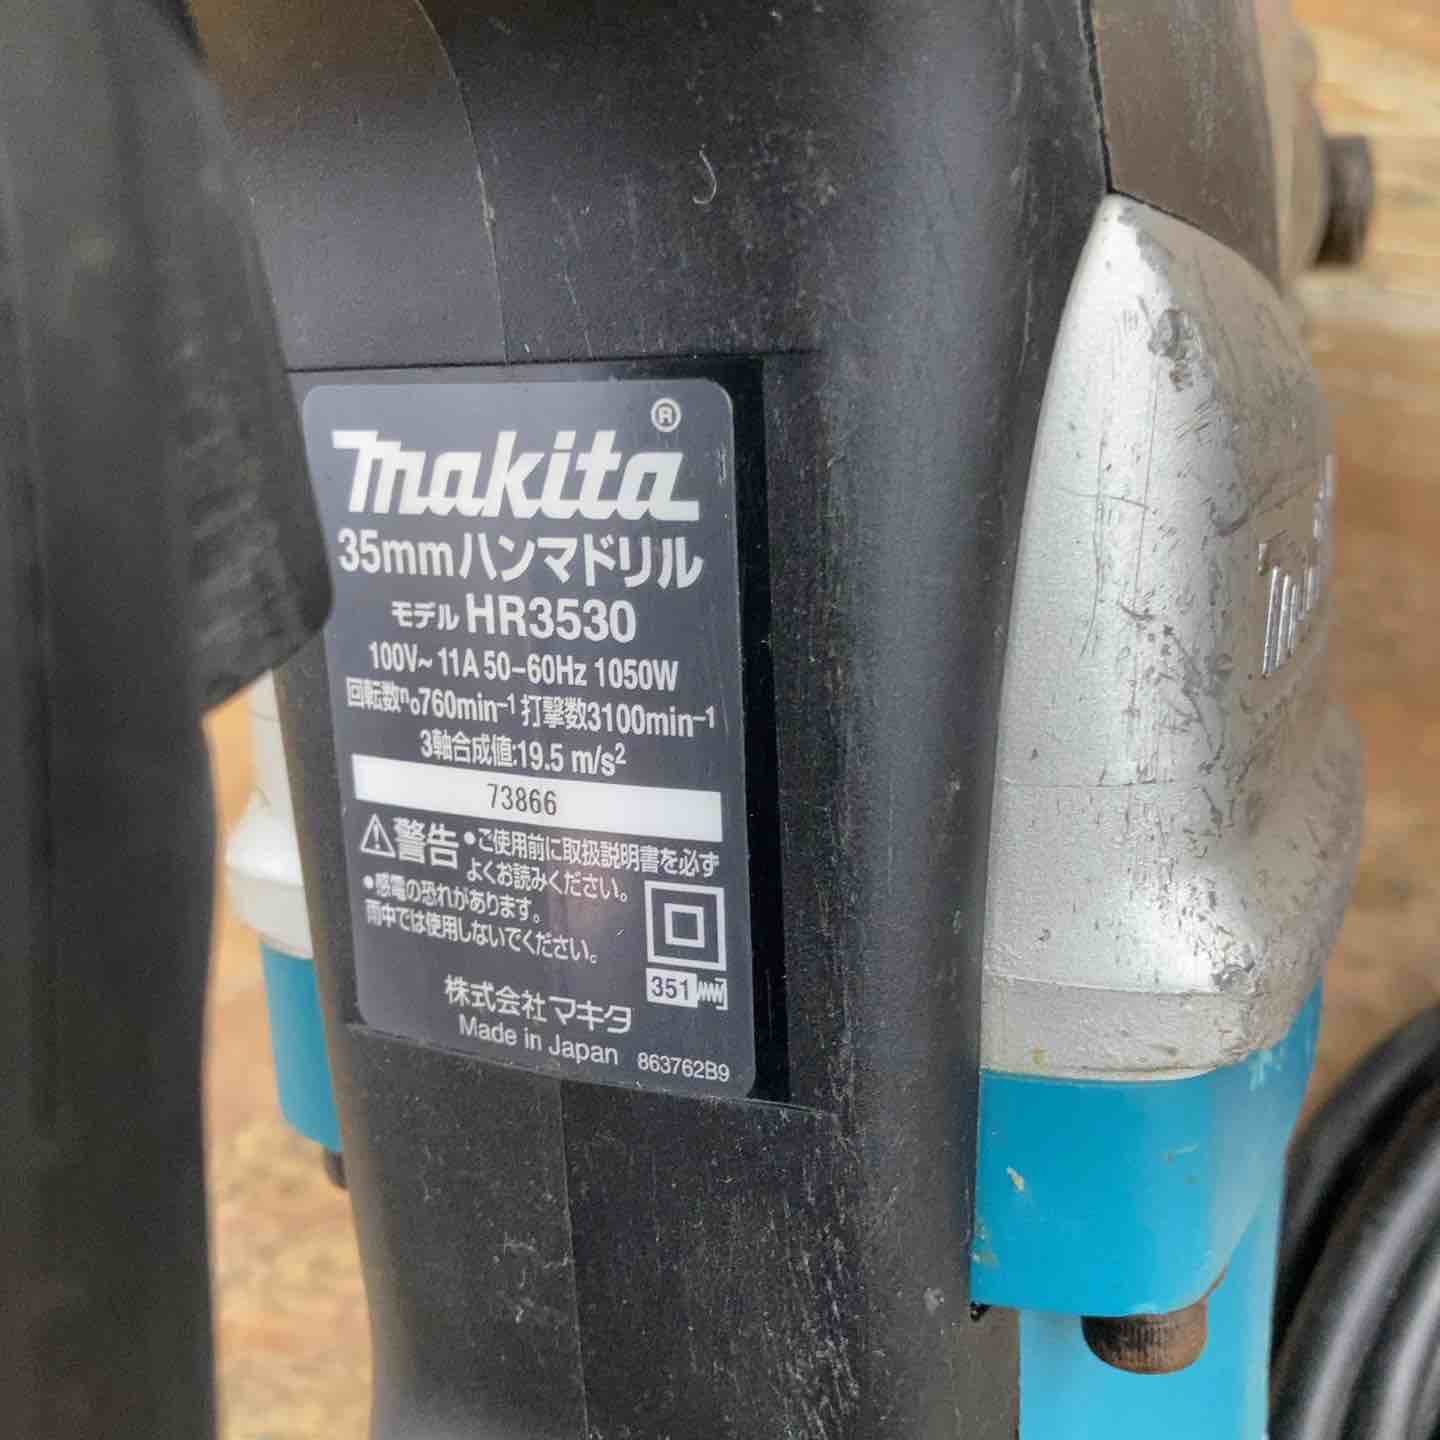 makita®
35mmハンマドリル
モデル HR3530
100V~ 11A 50-60Hz 1050W
回転数n₀760min⁻¹ 打撃数3100min⁻¹
3軸合成値:19.5 m/s²
73866
⚠警告 •ご使用前に取扱説明書を必ず
よくお読みください。
•感電の恐れがあります。
雨中では使用しないでください。
351
株式会社マキタ
Made in Japan 863762B9